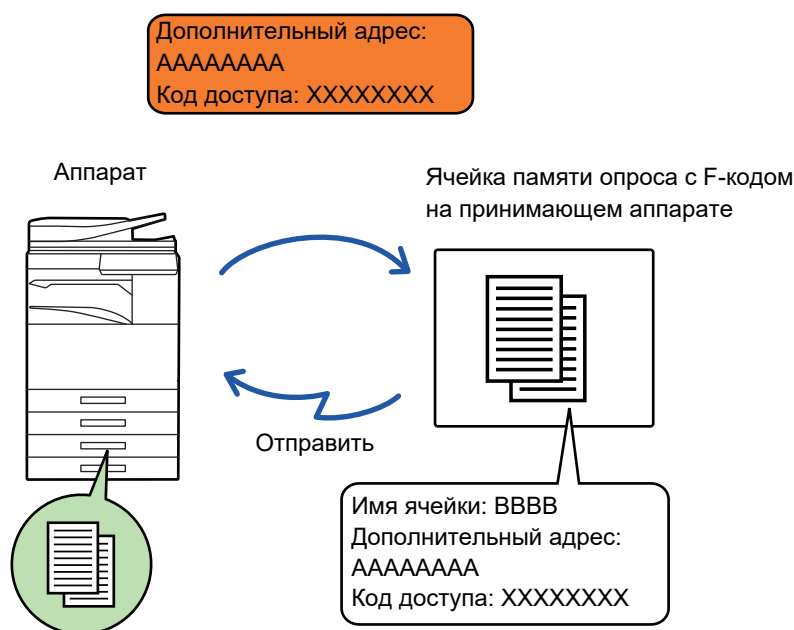 Дополнительный адрес:
AAAAAAAA
Код доступа: XXXXXXXX
Аппарат
Ячейка памяти опроса с F-кодом
на принимающем аппарате
Отправить
Имя ячейки: BBBB
Дополнительный адрес:
AAAAAAAA
Код доступа: XXXXXXXX